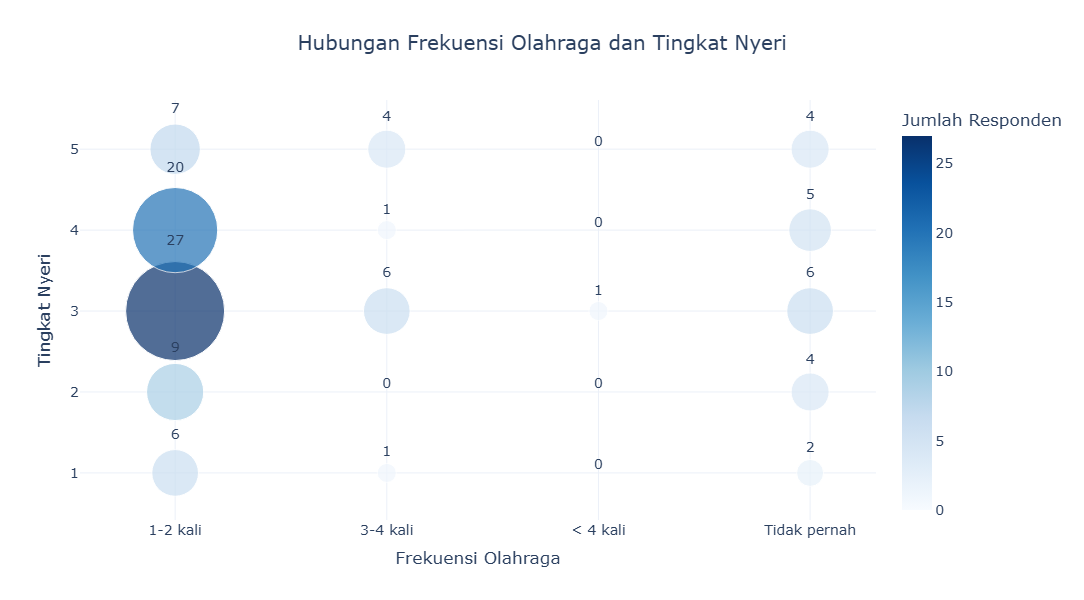 Hubungan Frekuensi Olahraga dan Tingkat Nyeri
Jumlah Responden
7 4 0 4
5
20 1 0 5
4
27 6 1 6
3
9 0 0 4
2
6 1 0 2
1
1-2 kali 3-4 kali < 4 kali Tidak pernah
Frekuensi Olahraga
Tingkat Nyeri
25
20
15
10
5
0